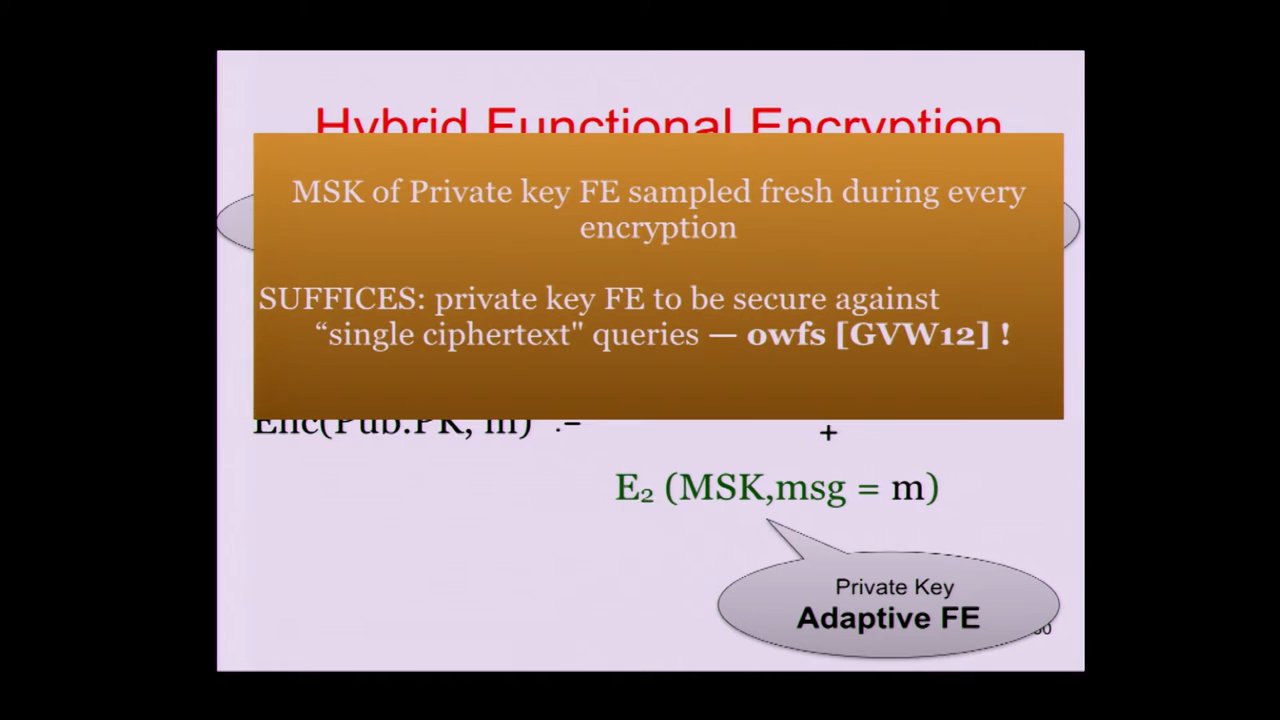 Hybrid Functional Encryption
MSK of Private key FE sampled fresh during every
encryption
SUFFICES: private key FE to be secure against
“single ciphertext" queries — owfs [GVW12] !
Enc(Pub.PK, m) :=
+
E₂ (MSK,msg = m)
Private Key
Adaptive FE